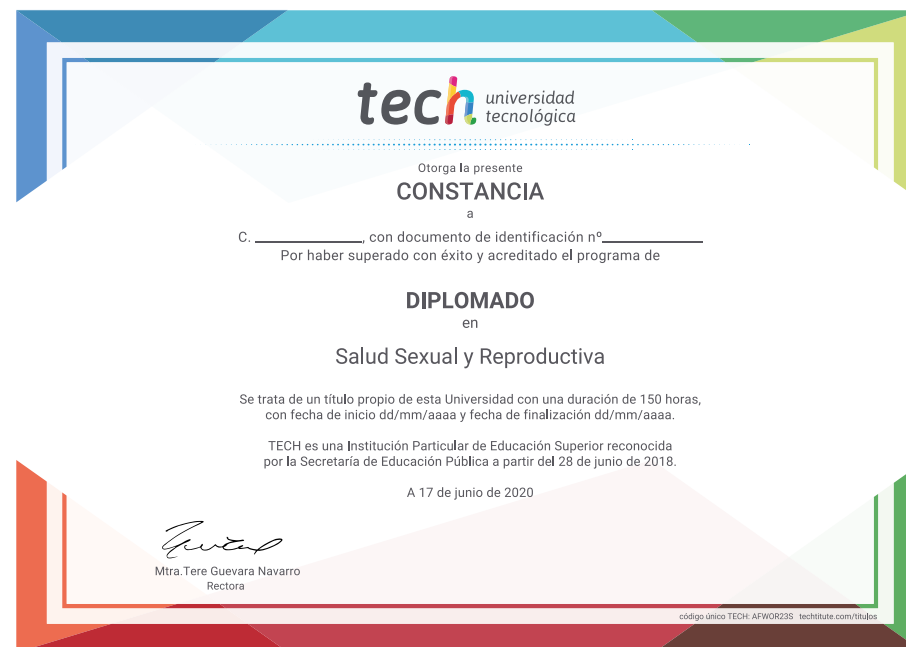 tech universidad
tecnológica
Otorga la presente
CONSTANCIA
a
C. ______________, con documento de identificación nº_____________
Por haber superado con éxito y acreditado el programa de
DIPLOMADO
en
Salud Sexual y Reproductiva
Se trata de un título propio de esta Universidad con una duración de 150 horas,
con fecha de inicio dd/mm/aaaa y fecha de finalización dd/mm/aaaa.
TECH es una Institución Particular de Educación Superior reconocida
por la Secretaría de Educación Pública a partir del 28 de junio de 2018.
A 17 de junio de 2020
Mtra.Tere Guevara Navarro
Rectora
código único TECH: AFWOR23S techtitute.com/titulos